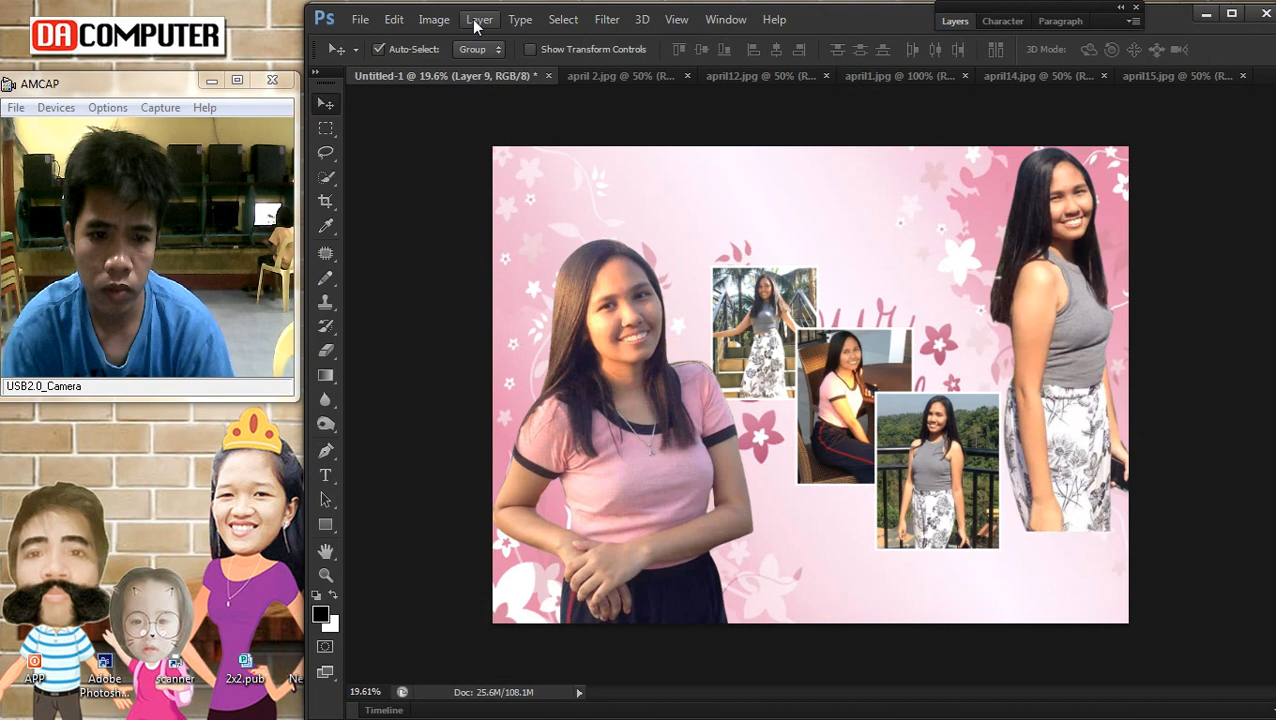 DACOMPUTER
AMCAP
File Devices Options Capture Help
USB2.0_Camera
APP
Adobe
Photosh...
scanner
2x2.pub
Ne
Ps File Edit Image Layer Type Select Filter 3D View Window Help
Layers Character Paragraph
Auto-Select: Group Show Transform Controls 3D Mode:
Untitled-1 @ 19.6% (Layer 9, RGB/8) * april 2.jpg @ 50% (R... april12.jpg @ 50% (R... april1.jpg @ 100% (R... april14.jpg @ 50% (R... april15.jpg @ 50% (R...
19.61% Doc: 25.6M/108.1M
Timeline